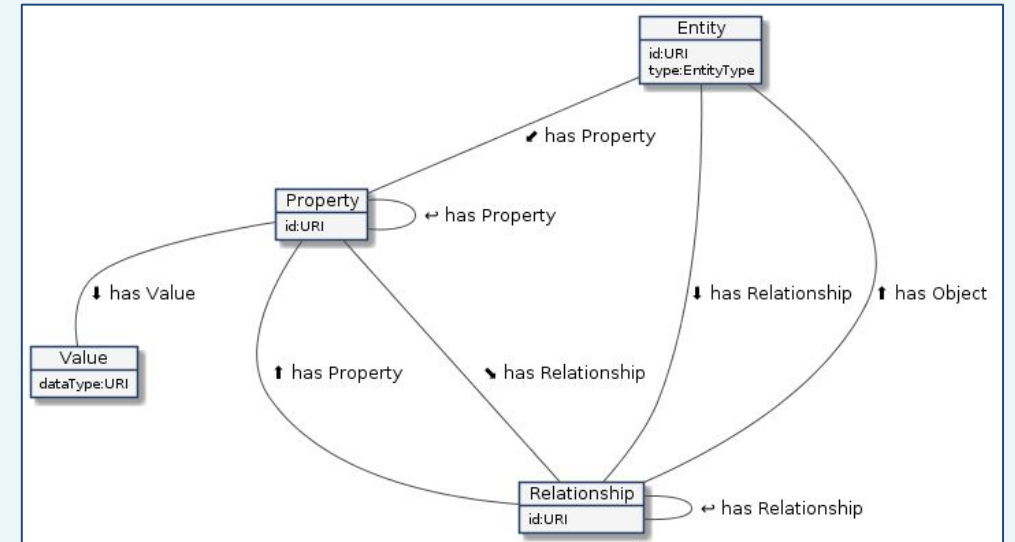 Entity
id:URI
type:EntityType
⬋ has Property
Property
id:URI
↩ has Property
⬇ has Value
⬇ has Relationship
⬆ has Object
Value
dataType:URI
⬆ has Property
⬊ has Relationship
Relationship
id:URI
↩ has Relationship